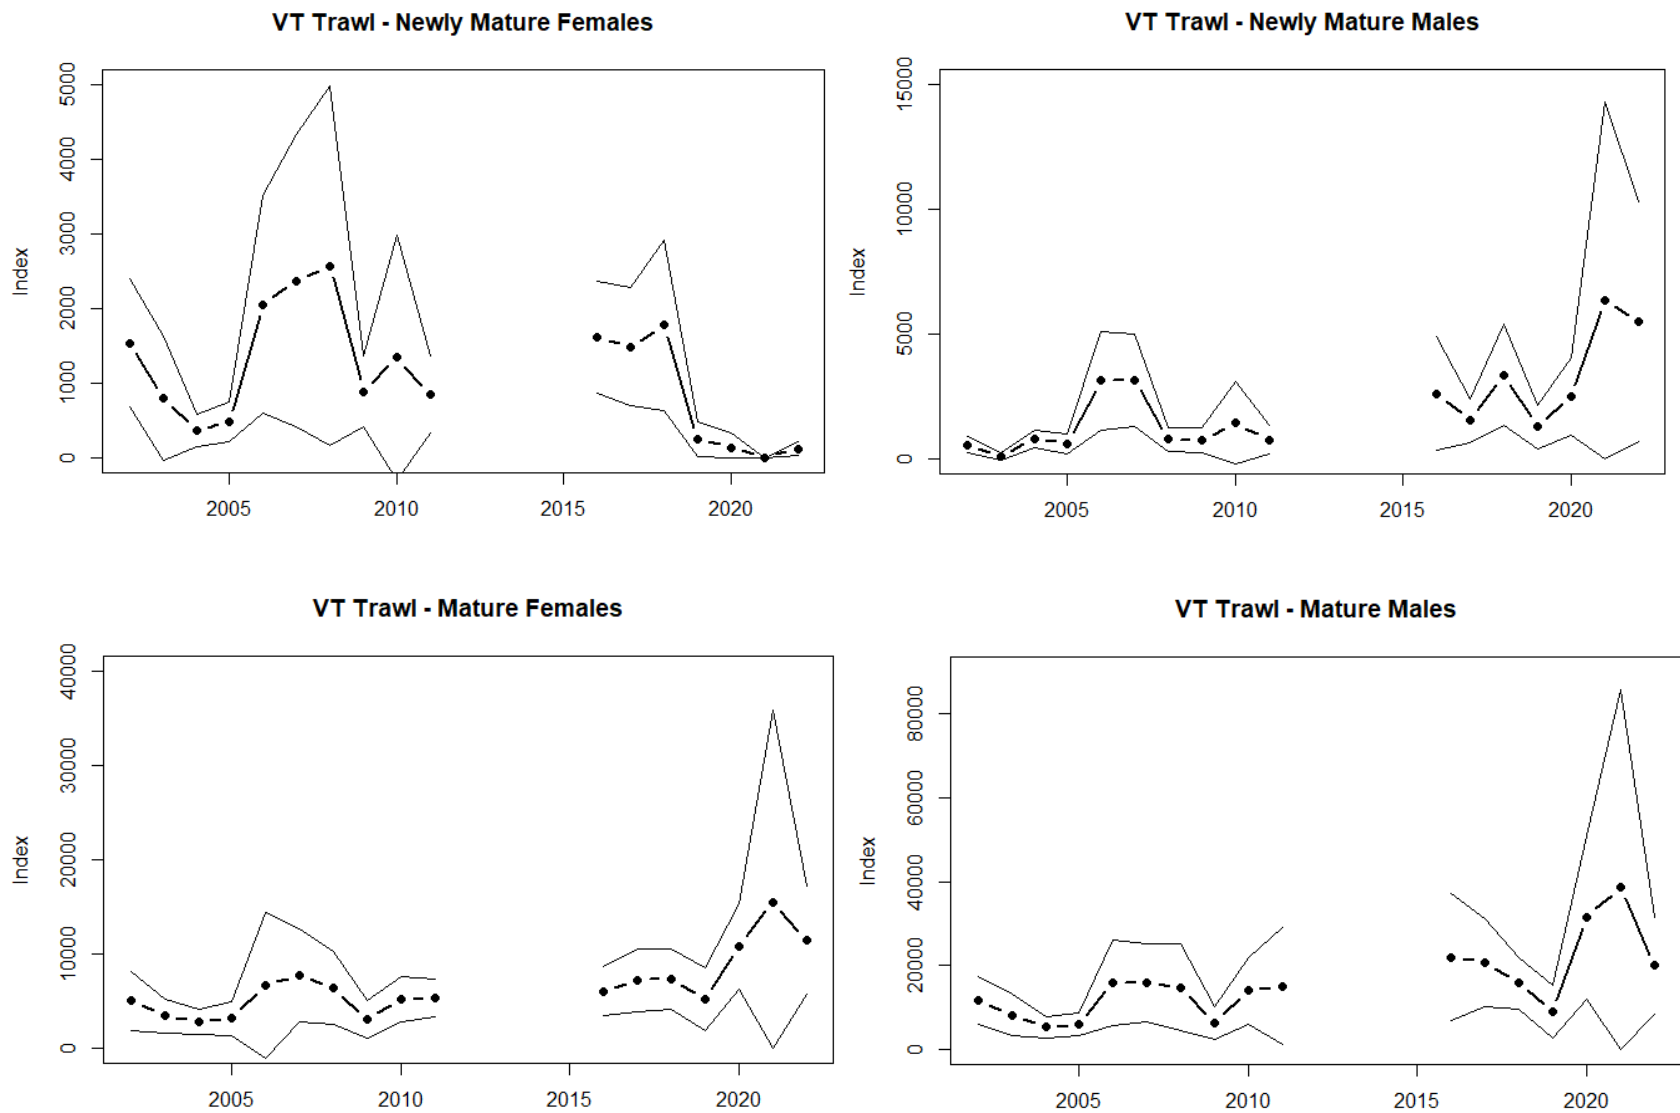 VT Trawl - Newly Mature Females
Index
5000
4000
3000
2000
1000
0
2005 2010 2015 2020
VT Trawl - Newly Mature Males
Index
15000
10000
5000
0
2005 2010 2015 2020
VT Trawl - Mature Females
Index
40000
30000
20000
10000
0
2005 2010 2015 2020
VT Trawl - Mature Males
Index
80000
60000
40000
20000
0
2005 2010 2015 2020